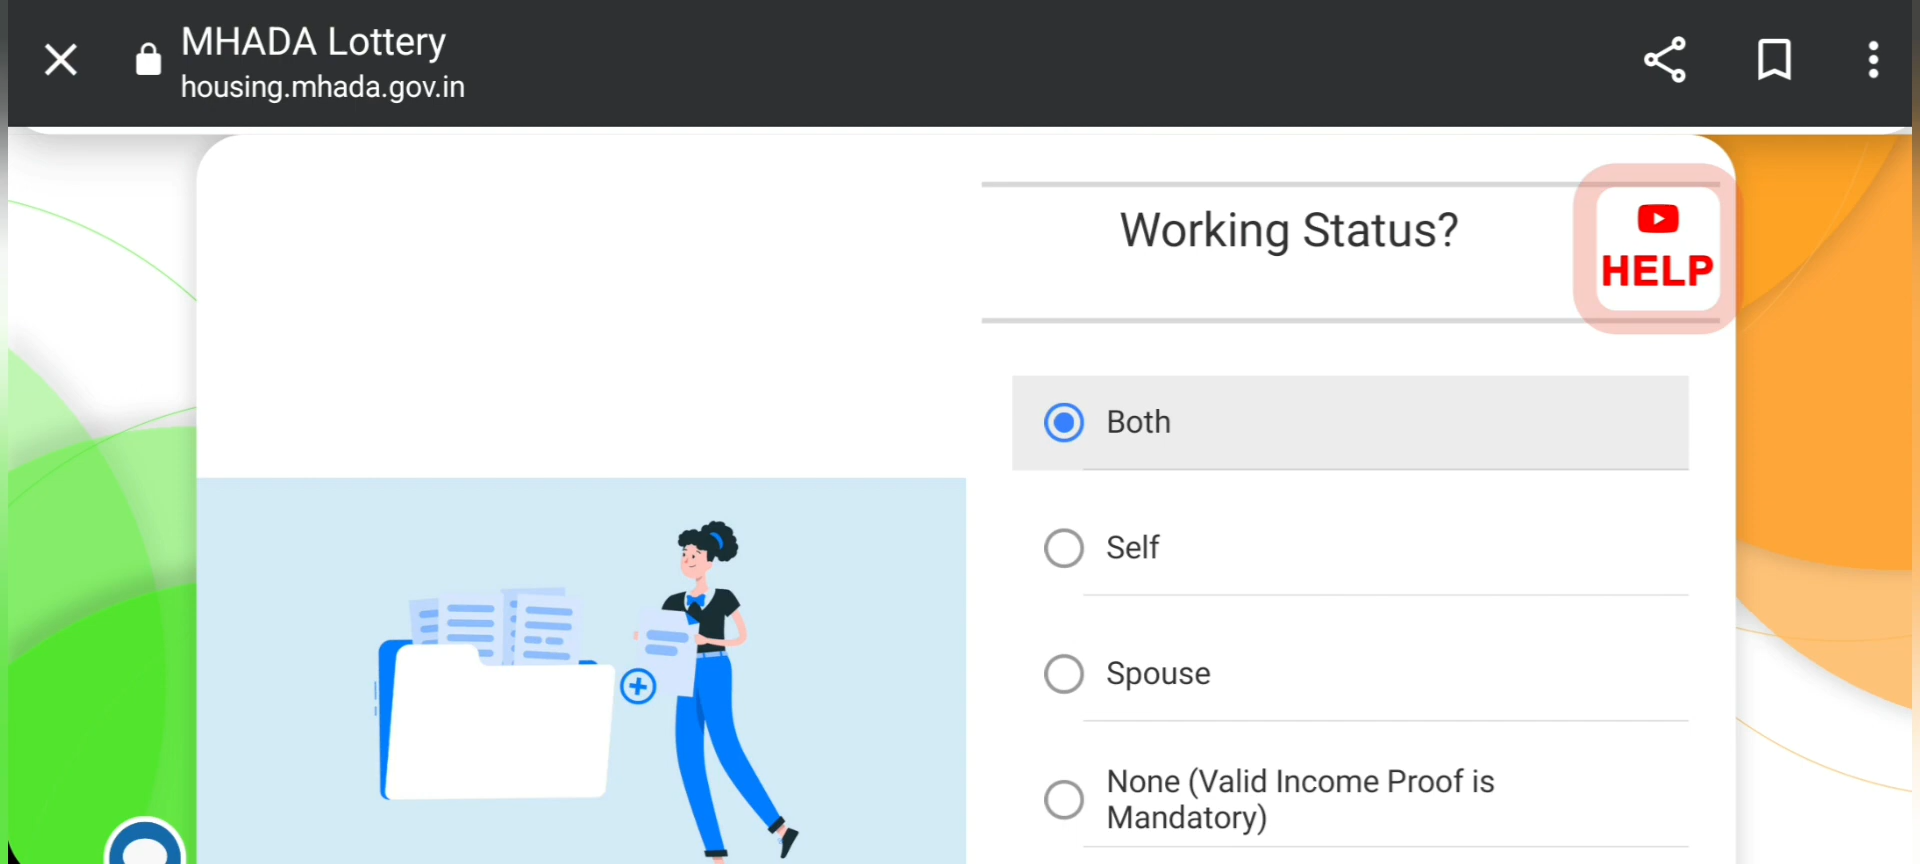 MHADA Lottery
housing.mhada.gov.in
Working Status?
HELP
Both
Self
Spouse
None (Valid Income Proof is
Mandatory)